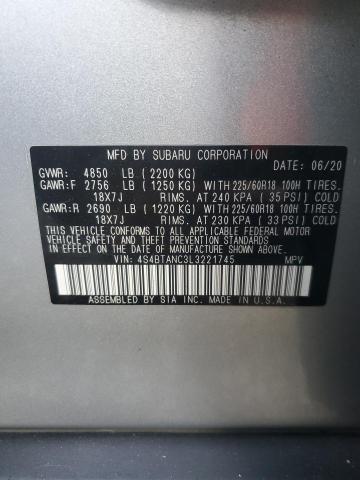 MFD BY SUBARU CORPORATION
GVWR: 4850 LB (2200 KG) DATE: 06/20
GAWR:F 2756 LB (1250 KG) WITH 225/60R18 100H TIRES,
18X7J RIMS, AT 240 KPA (35 PSI) COLD
GAWR:R 2690 LB (1220 KG) WITH 225/60R18 100H TIRES,
18X7J RIMS, AT 230 KPA (33 PSI) COLD
THIS VEHICLE CONFORMS TO ALL APPLICABLE FEDERAL MOTOR
VEHICLE SAFETY, BUMPER, AND THEFT PREVENTION STANDARDS
IN EFFECT ON THE DATE OF MANUFACTURE SHOWN ABOVE.
VIN: 4S4BTANC3L3221745 MPV
ASSEMBLED BY SIA INC. MADE IN U.S.A.